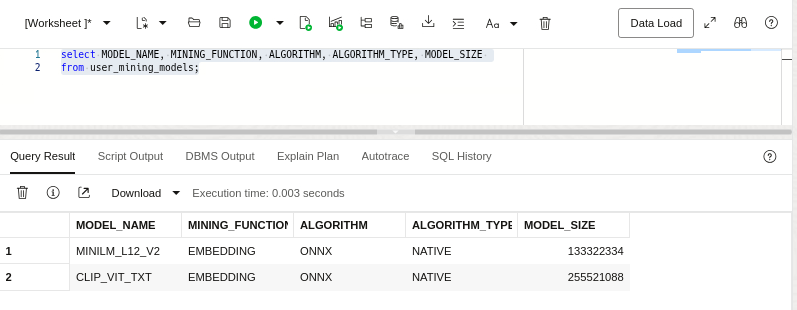 [Worksheet ]* Aa Data Load
1 select MODEL_NAME, MINING_FUNCTION, ALGORITHM, ALGORITHM_TYPE, MODEL_SIZE
2 from user_mining_models;
Query Result Script Output DBMS Output Explain Plan Autotrace SQL History
Download Execution time: 0.003 seconds
MODEL_NAME MINING_FUNCTION ALGORITHM ALGORITHM_TYPE MODEL_SIZE
1 MINILM_L12_V2 EMBEDDING ONNX NATIVE 133322334
2 CLIP_VIT_TXT EMBEDDING ONNX NATIVE 255521088